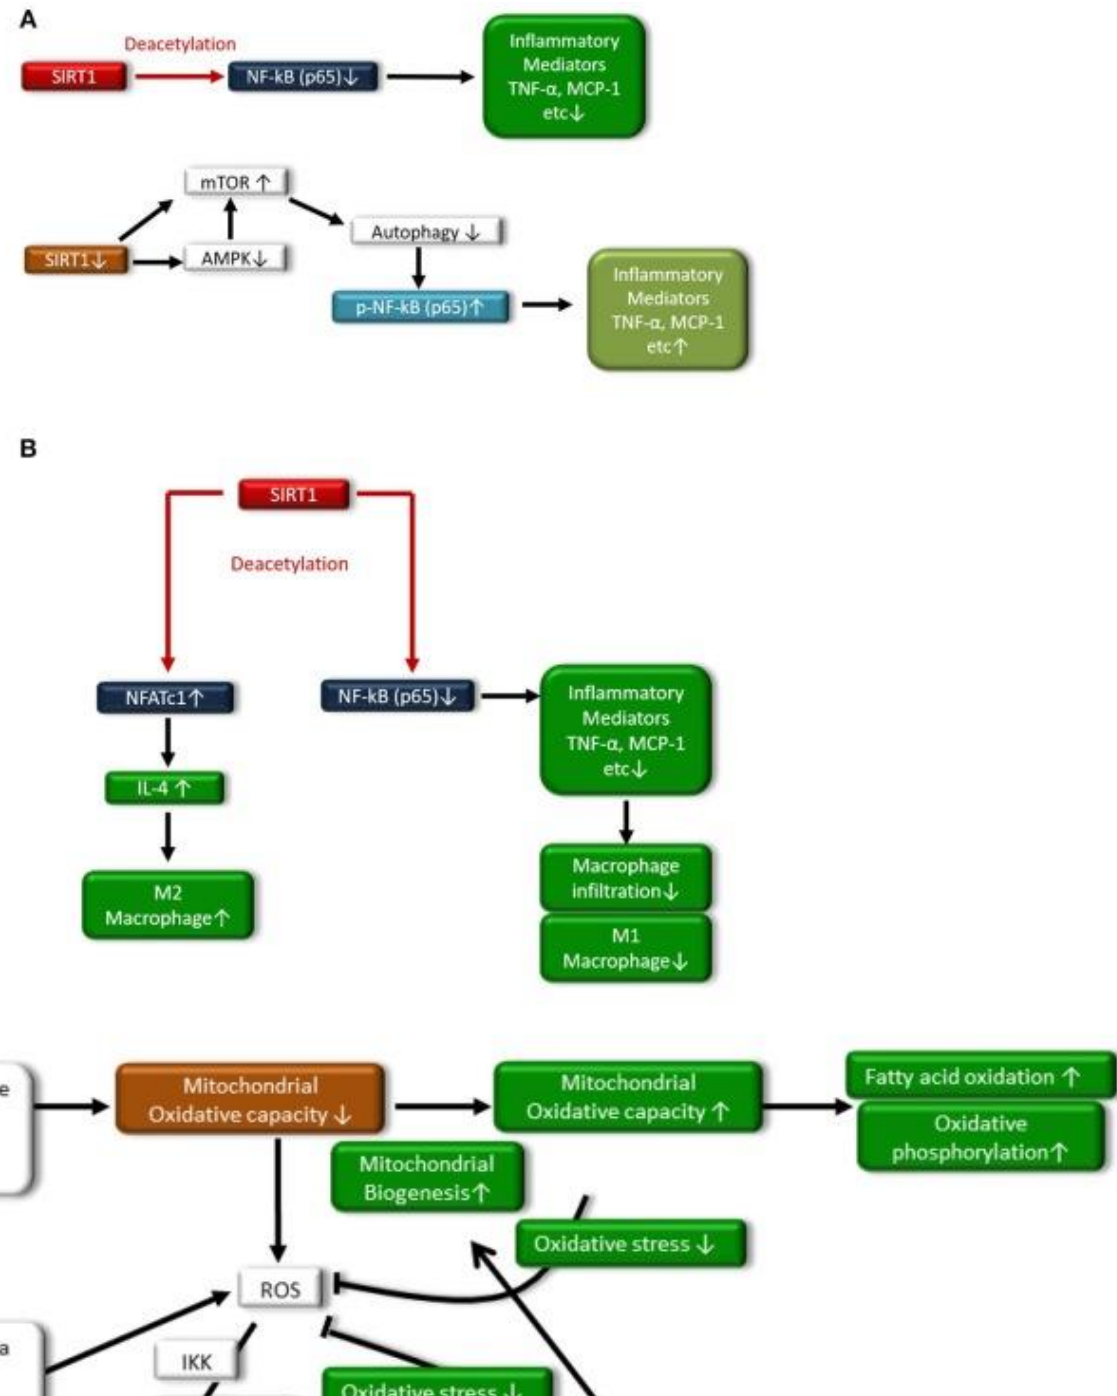 A
Deacetylation
SIRT1
NF-kB (p65)↓
Inflammatory
Mediators
TNF-α, MCP-1
etc↓
mTOR ↑
Autophagy ↓
SIRT1↓
AMPK↓
p-NF-kB (p65)↑
Inflammatory
Mediators
TNF-α, MCP-1
etc↑
B
SIRT1
Deacetylation
NFATc1↑
NF-kB (p65)↓
Inflammatory
Mediators
TNF-α, MCP-1
etc↓
IL-4 ↑
M2
Macrophage↑
Macrophage
infiltration↓
M1
Macrophage↓
e
Mitochondrial
Oxidative capacity ↓
Mitochondrial
Oxidative capacity ↑
Fatty acid oxidation ↑
Oxidative
phosphorylation↑
Mitochondrial
Biogenesis↑
Oxidative stress ↓
ROS
a
IKK
Oxidative stress ↓